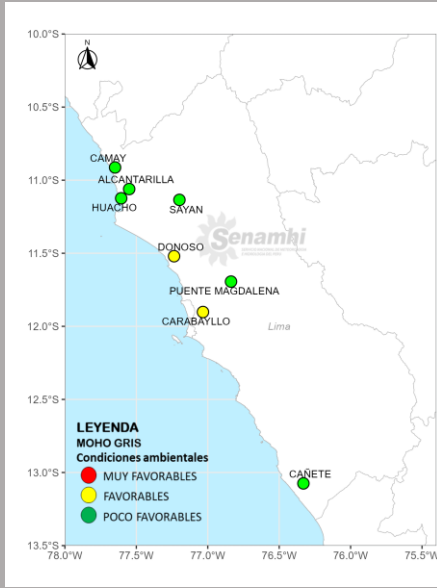 N
10.0°S
10.5°S
11.0°S
11.5°S
12.0°S
12.5°S
13.0°S
13.5°S
CAMAY
ALCANTARILLA
HUACHO
SAYAN
Senamhi
DONOSO
PUENTE MAGDALENA
CARABAYLLO
Lima
CAÑETE
LEYENDA
MOHO GRIS
Condiciones ambientales
MUY FAVORABLES
FAVORABLES
POCO FAVORABLES
78.0°W 77.5°W 77.0°W 76.5°W 76.0°W 75.5°W